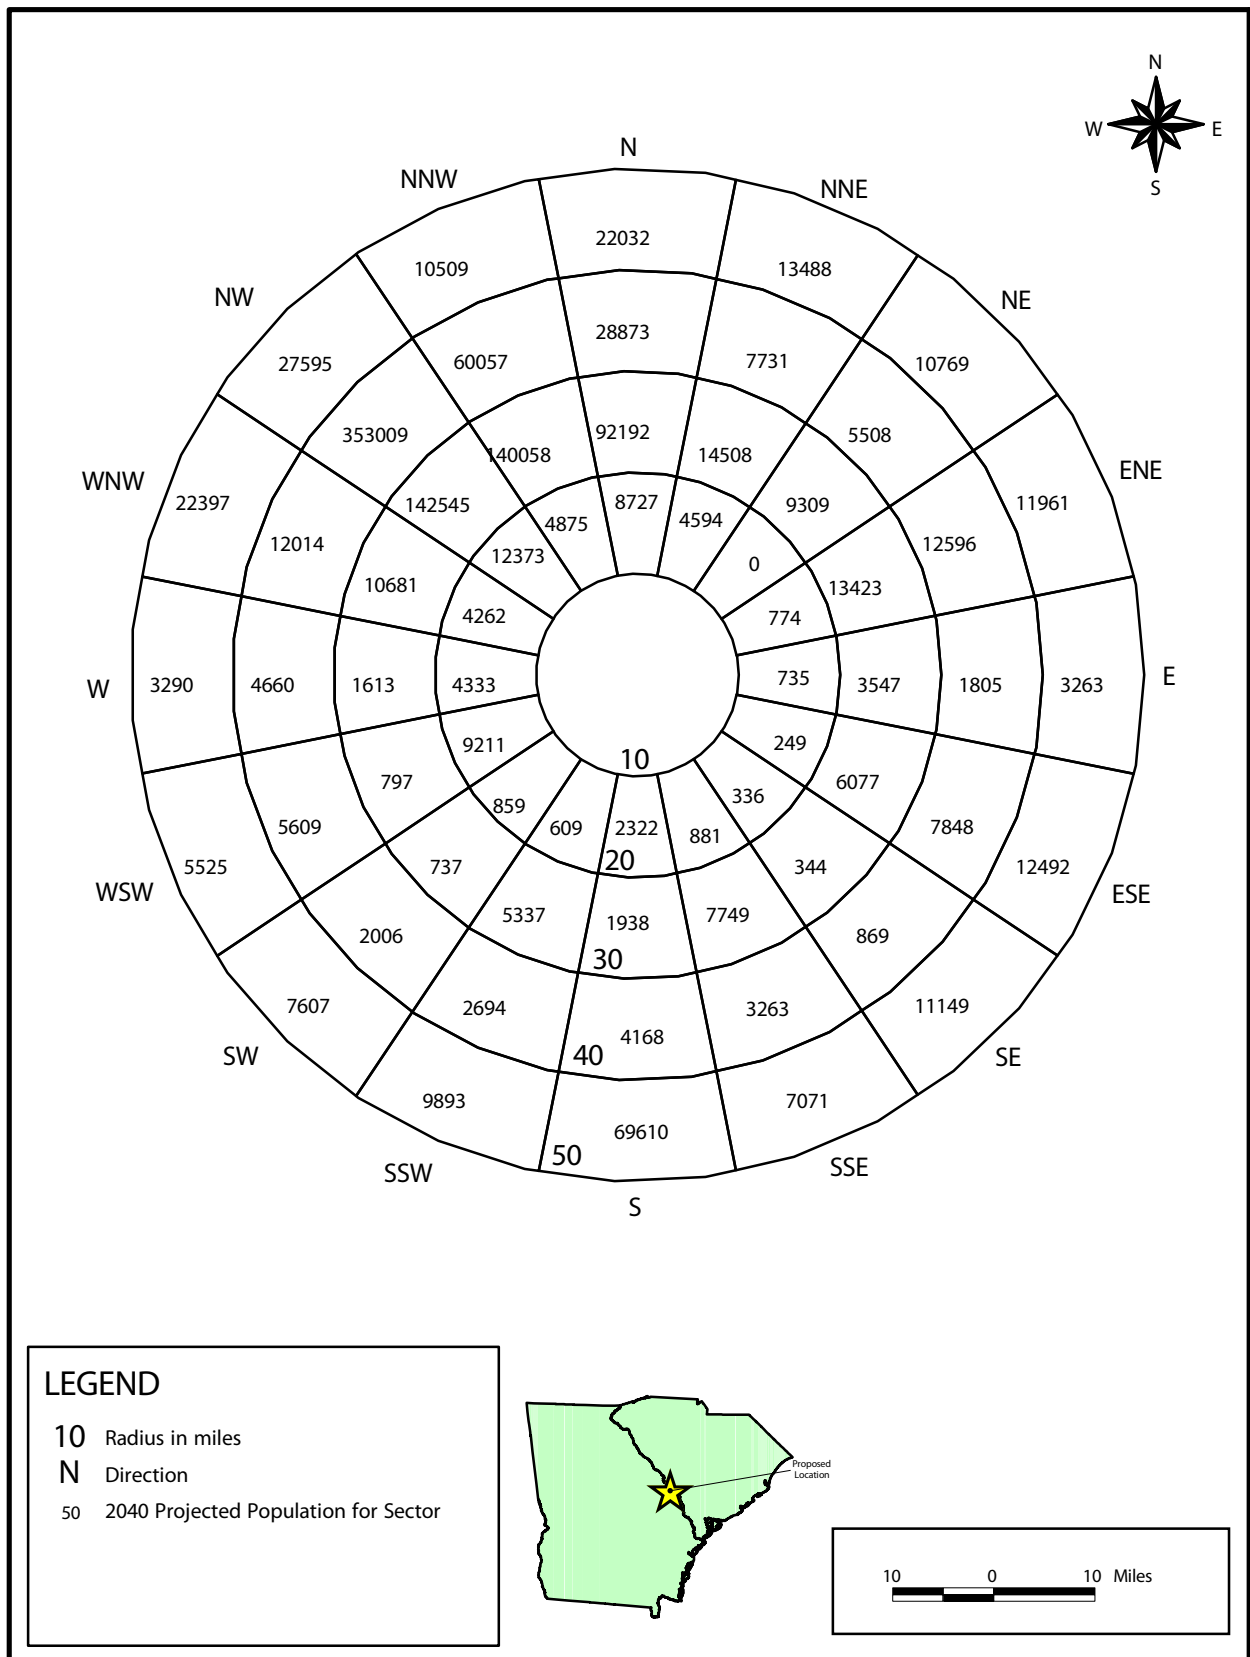 N
W E
S
N
NNW NNE
22032
10509 13488
NW NE
28873
27595 60057 7731 10769
353009 92192 5508
140058 14508
WNW ENE
22397 142545 8727 9309 11961
4875 4594
12014 12373 0 12596
10681 13423
4262 774
W 3290 4660 1613 4333 735 3547 1805 3263 E
9211 249
10
797 6077
859 336
5609 609 2322 881 7848
20
5525 737 344 12492
WSW ESE
5337 1938 7749
2006 869
30
7607 2694 3263 11149
4168
SW 40 SE
9893 7071
69610
50
SSW SSE
S
LEGEND
10 Radius in miles
N Direction
50 2040 Projected Population for Sector
Proposed
Location
10 0 10 Miles